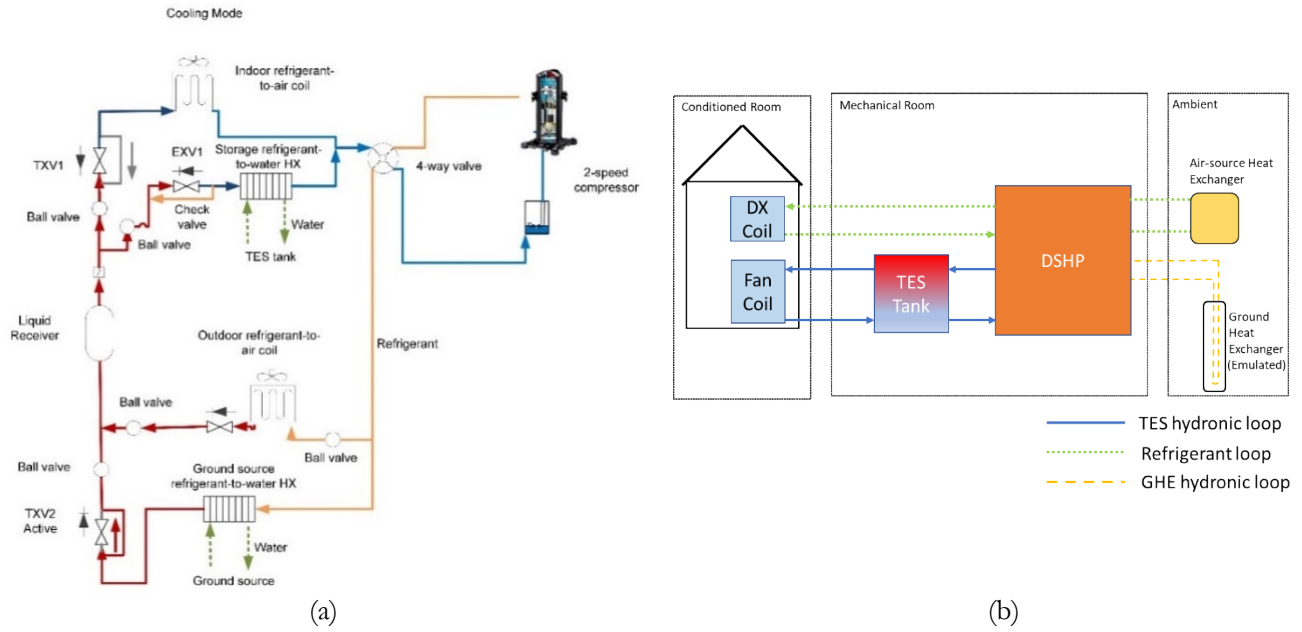 Cooling Mode
Indoor refrigerant-
to-air coil
TXV1
EXV1
Storage refrigerant-
to-water HX
4-way valve
2-speed
compressor
Ball valve
Check
valve
Ball valve
Water
TES tank
Liquid
Receiver
Outdoor refrigerant-to-
air coil
Refrigerant
Ball valve
Ball valve
Ball valve
Ground source
refrigerant-to-water HX
TXV2
Active
Water
Ground source
(a)
Conditioned Room
Mechanical Room
Ambient
Air-source Heat
Exchanger
DX
Coil
DSHP
Fan
Coil
TES
Tank
Ground
Heat
Exchanger
(Emulated)
TES hydronic loop
Refrigerant loop
GHE hydronic loop
(b)